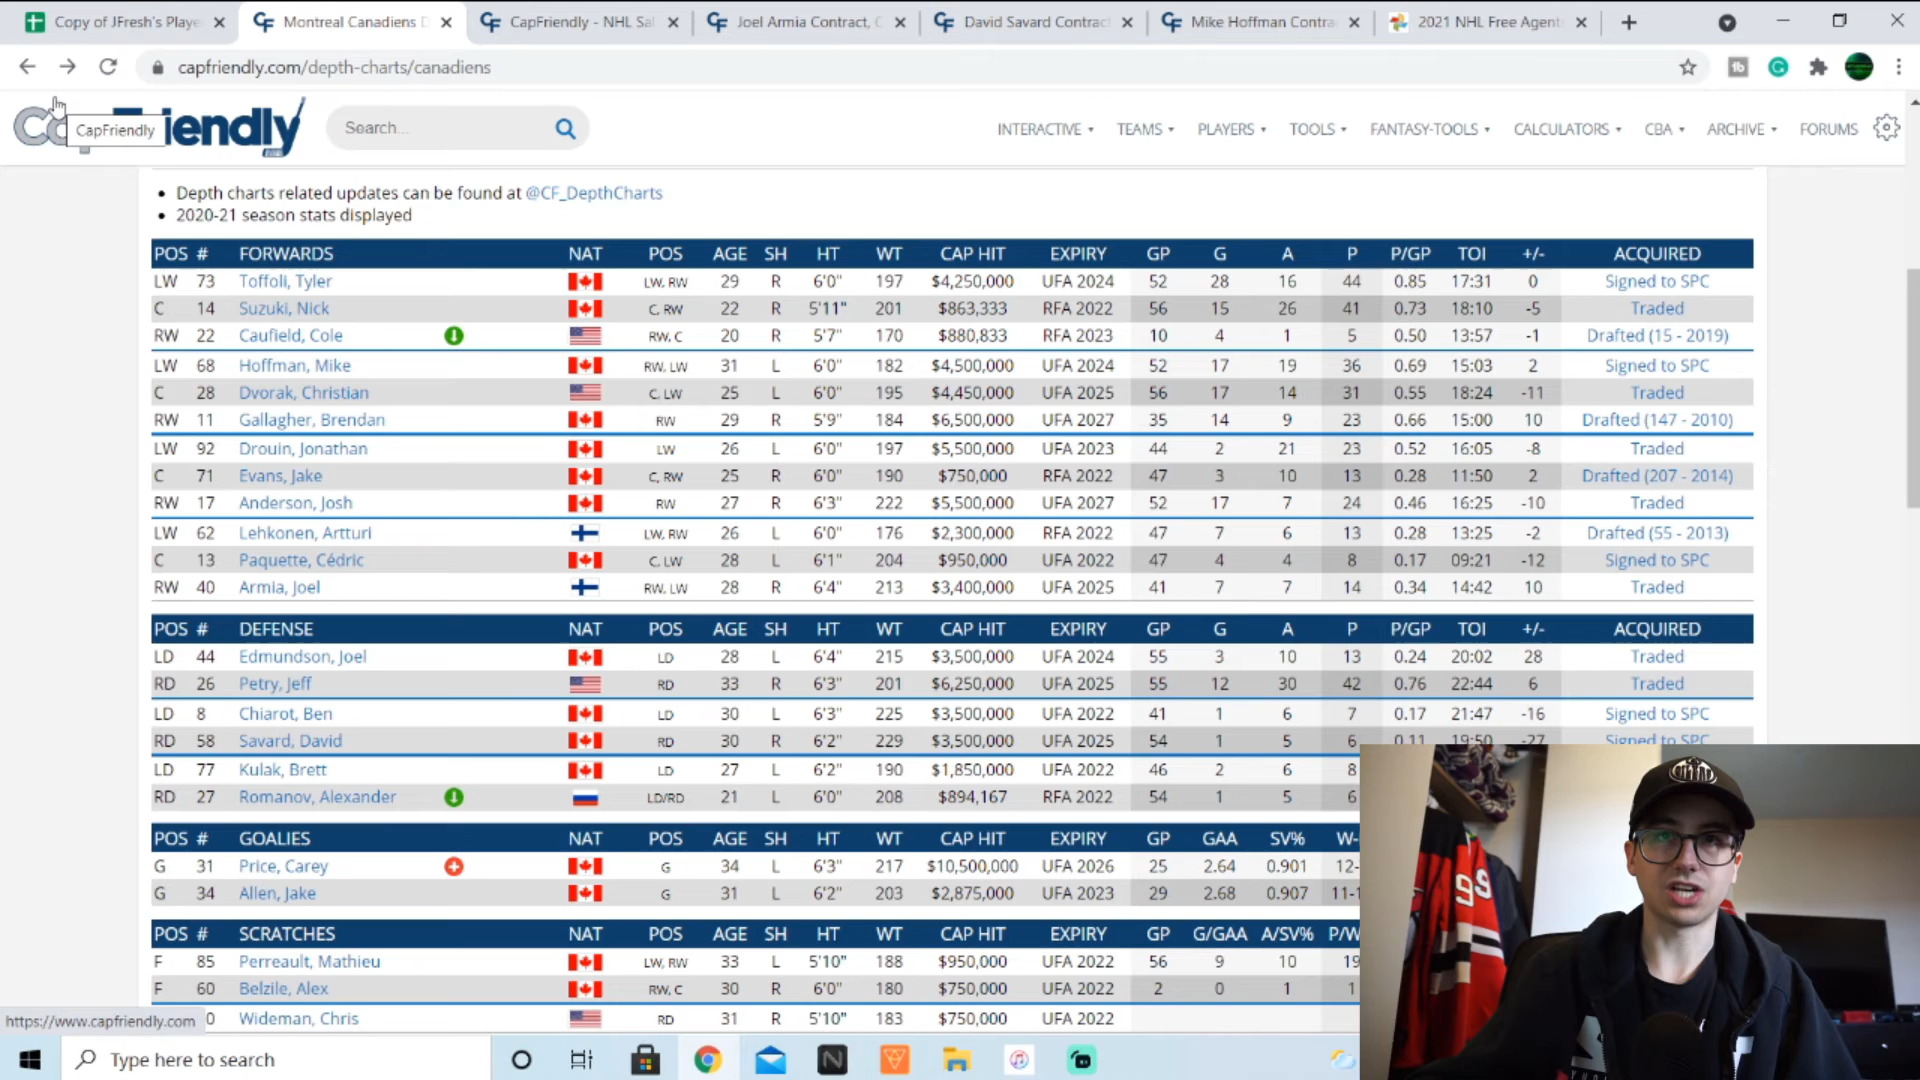 Copy of JFresh's Playe
Montreal Canadiens D
CapFriendly - NHL Sal
Joel Armia Contract, C
David Savard Contract
Mike Hoffman Contra
2021 NHL Free Agent
capfriendly.com/depth-charts/canadiens
CapFriendly
iendly
Search...
INTERACTIVE TEAMS PLAYERS TOOLS FANTASY-TOOLS CALCULATORS CBA ARCHIVE FORUMS
• Depth charts related updates can be found at @CF_DepthCharts
• 2020-21 season stats displayed
POS # FORWARDS NAT POS AGE SH HT WT CAP HIT EXPIRY GP G A P P/GP TOI +/- ACQUIRED
LW 73 Toffoli, Tyler LW, RW 29 R 6'0" 197 $4,250,000 UFA 2024 52 28 16 44 0.85 17:31 0 Signed to SPC
C 14 Suzuki, Nick C, RW 22 R 5'11" 201 $863,333 RFA 2022 56 15 26 41 0.73 18:10 -5 Traded
RW 22 Caufield, Cole RW, C 20 R 5'7" 170 $880,833 RFA 2023 10 4 1 5 0.50 13:57 -1 Drafted (15 - 2019)
LW 68 Hoffman, Mike RW, LW 31 L 6'0" 182 $4,500,000 UFA 2024 52 17 19 36 0.69 15:03 2 Signed to SPC
C 28 Dvorak, Christian C, LW 25 L 6'0" 195 $4,450,000 UFA 2025 56 17 14 31 0.55 18:24 -11 Traded
RW 11 Gallagher, Brendan RW 29 R 5'9" 184 $6,500,000 UFA 2027 35 14 9 23 0.66 15:00 10 Drafted (147 - 2010)
LW 92 Drouin, Jonathan LW 26 L 6'0" 197 $5,500,000 UFA 2023 44 2 21 23 0.52 16:05 -8 Traded
C 71 Evans, Jake C, RW 25 R 6'0" 190 $750,000 RFA 2022 47 3 10 13 0.28 11:50 2 Drafted (207 - 2014)
RW 17 Anderson, Josh RW 27 R 6'3" 222 $5,500,000 UFA 2027 52 17 7 24 0.46 16:25 -10 Traded
LW 62 Lehkonen, Artturi LW, RW 26 L 6'0" 176 $2,300,000 RFA 2022 47 7 6 13 0.28 13:25 -2 Drafted (55 - 2013)
C 13 Paquette, Cédric C, LW 28 L 6'1" 204 $950,000 UFA 2022 47 4 4 8 0.17 09:21 -12 Signed to SPC
RW 40 Armia, Joel RW, LW 28 R 6'4" 213 $3,400,000 UFA 2025 41 7 7 14 0.34 14:42 10 Traded
POS # DEFENSE NAT POS AGE SH HT WT CAP HIT EXPIRY GP G A P P/GP TOI +/- ACQUIRED
LD 44 Edmundson, Joel LD 28 L 6'4" 215 $3,500,000 UFA 2024 55 3 10 13 0.24 20:02 28 Traded
RD 26 Petry, Jeff RD 33 R 6'3" 201 $6,250,000 UFA 2025 55 12 30 42 0.76 22:44 6 Traded
LD 8 Chiarot, Ben LD 30 L 6'3" 225 $3,500,000 UFA 2022 41 1 6 7 0.17 21:47 -16 Signed to SPC
RD 58 Savard, David RD 30 R 6'2" 229 $3,500,000 UFA 2025 54 1 5 6 0.11 19:50 -27 Signed to SPC
LD 77 Kulak, Brett LD 27 L 6'2" 190 $1,850,000 UFA 2022 46 2 6 8
RD 27 Romanov, Alexander LD/RD 21 L 6'0" 208 $894,167 RFA 2022 54 1 5 6
POS # GOALIES NAT POS AGE SH HT WT CAP HIT EXPIRY GP GAA SV% W-
G 31 Price, Carey G 34 L 6'3" 217 $10,500,000 UFA 2026 25 2.64 0.901 12-
G 34 Allen, Jake G 31 L 6'2" 203 $2,875,000 UFA 2023 29 2.68 0.907 11-1
POS # SCRATCHES NAT POS AGE SH HT WT CAP HIT EXPIRY GP G/GAA A/SV% P/W
F 85 Perreault, Mathieu LW, RW 33 L 5'10" 188 $950,000 UFA 2022 56 9 10 19
F 60 Belzile, Alex RW, C 30 R 6'0" 180 $750,000 UFA 2022 2 0 1 1
0 Wideman, Chris RD 31 R 5'10" 183 $750,000 UFA 2022
https://www.capfriendly.com
Type here to search
99